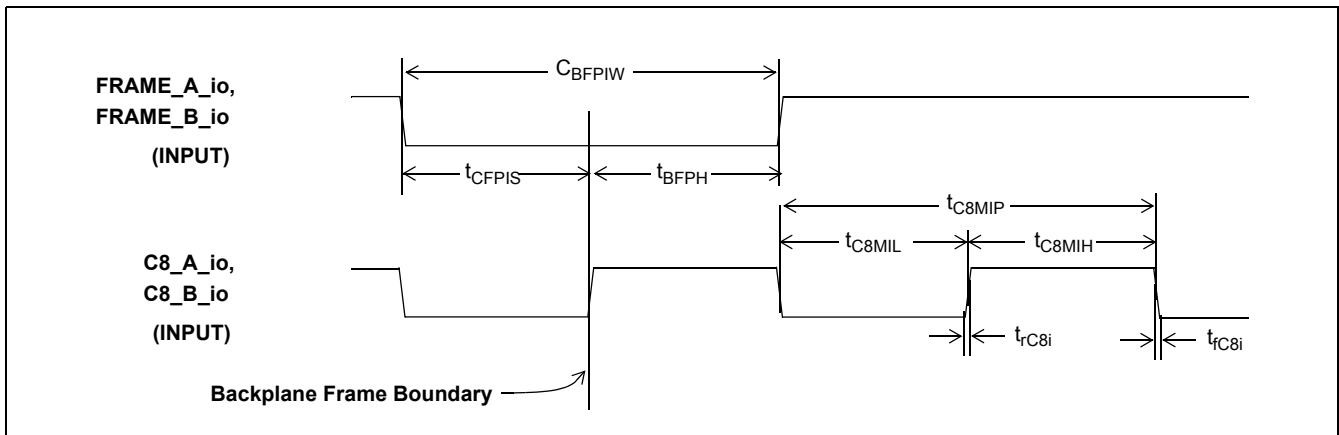 C_BFPIW
FRAME_A_io,
FRAME_B_io
(INPUT)
t_CFPIS
t_BFPH
t_C8MIP
t_C8MIL
t_C8MIH
C8_A_io,
C8_B_io
(INPUT)
t_rC8i
t_fC8i
Backplane Frame Boundary